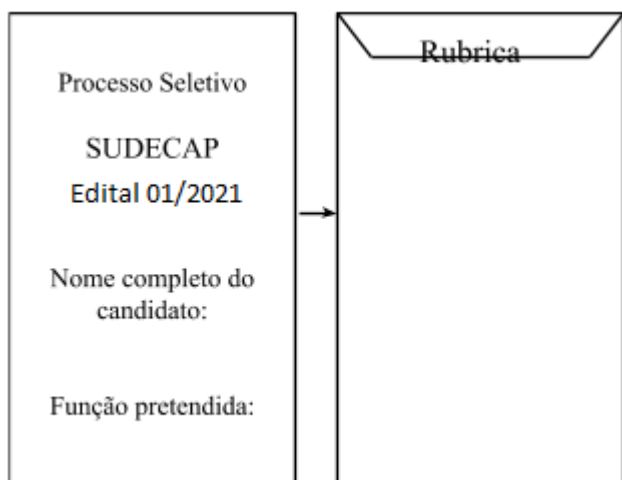 Processo Seletivo
SUDECAP
Edital 01/2021
Nome completo do
candidato:
Função pretendida:
Rubrica